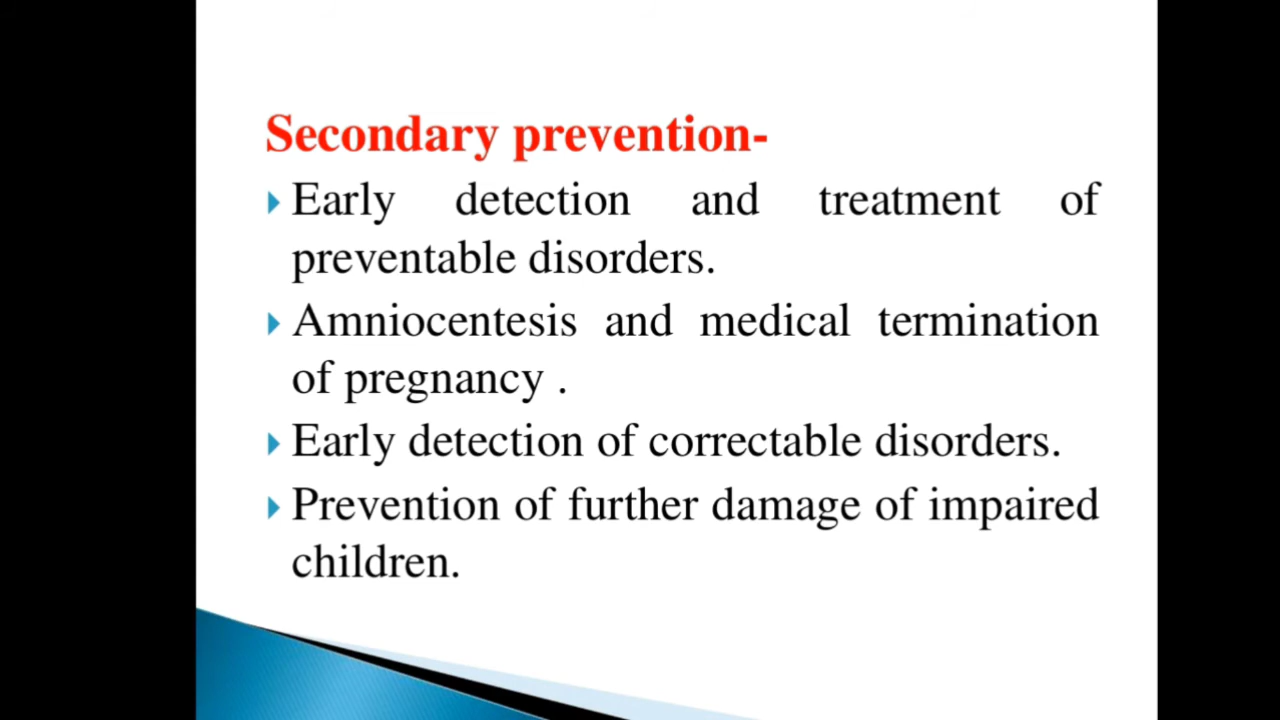 Secondary prevention-
Early detection and treatment of
preventable disorders.
Amniocentesis and medical termination
of pregnancy .
Early detection of correctable disorders.
Prevention of further damage of impaired
children.